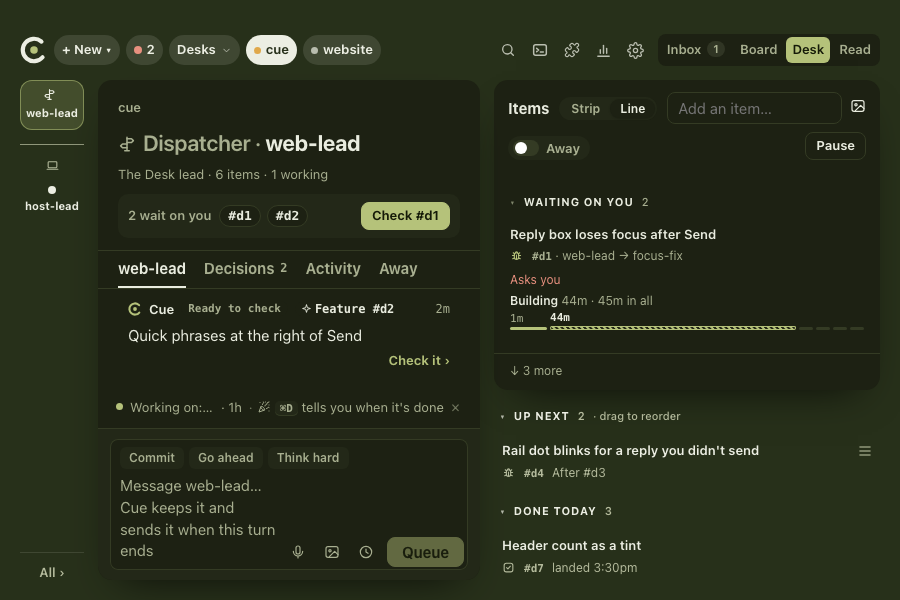 + New ▾
2
Desks
cue
website
Inbox 1
Board
Desk
Read
web-lead
host-lead
All ›
cue
Dispatcher · web-lead
The Desk lead · 6 items · 1 working
2 wait on you #d1 #d2
Check #d1
web-lead
Decisions 2
Activity
Away
Cue Ready to check Feature #d2 2m
Quick phrases at the right of Send
Check it ›
Working on:... · 1h · ⌘D tells you when it's done ×
Commit
Go ahead
Think hard
Message web-lead...
Cue keeps it and
sends it when this turn
ends
Queue
Items
Strip
Line
Add an item...
Away
Pause
WAITING ON YOU 2
Reply box loses focus after Send
#d1 · web-lead → focus-fix
Asks you
Building 44m · 45m in all
1m 44m
↓ 3 more
UP NEXT 2 · drag to reorder
Rail dot blinks for a reply you didn't send
#d4 After #d3
DONE TODAY 3
Header count as a tint
#d7 landed 3:30pm